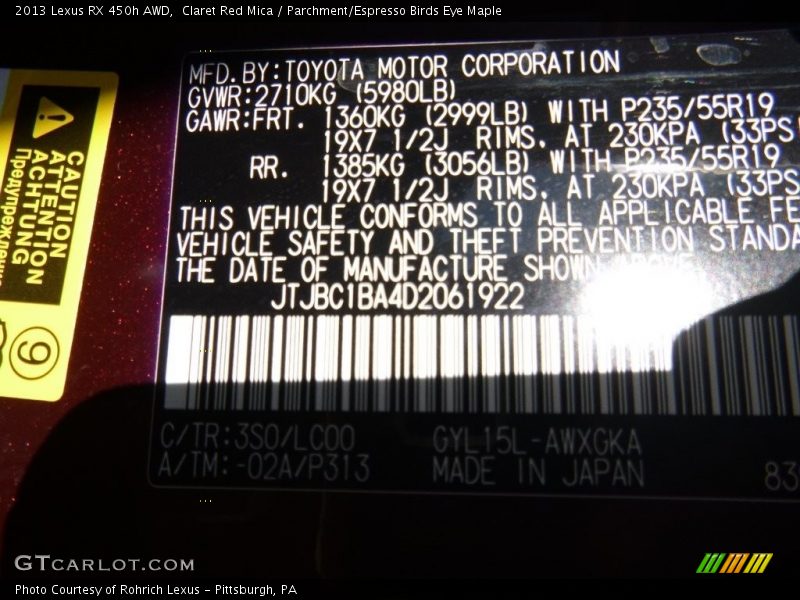 2013 Lexus RX 450h AWD,  Claret Red Mica / Parchment/Espresso Birds Eye Maple
MFD.BY:TOYOTA MOTOR CORPORATION
GVWR:2710KG (5980LB)
GAWR:FRT. 1360KG (2999LB) WITH P235/55R19
19X7 1/2J RIMS. AT 230KPA (33PSI
RR. 1385KG (3056LB) WITH P235/55R19
19X7 1/2J RIMS. AT 230KPA (33PS
THIS VEHICLE CONFORMS TO ALL APPLICABLE FE
VEHICLE SAFETY AND THEFT PREVENTION STANDA
THE DATE OF MANUFACTURE SHOWN ABOVE
JTJBC1BA4D2061922
C/TR:3S0/LC00 GYL15L-AWXGKA
A/TM:-02A/P313 MADE IN JAPAN 83
CAUTION
ATTENTION
ACHTUNG
9
GTCARLOT.COM
Photo Courtesy of Rohrich Lexus - Pittsburgh, PA